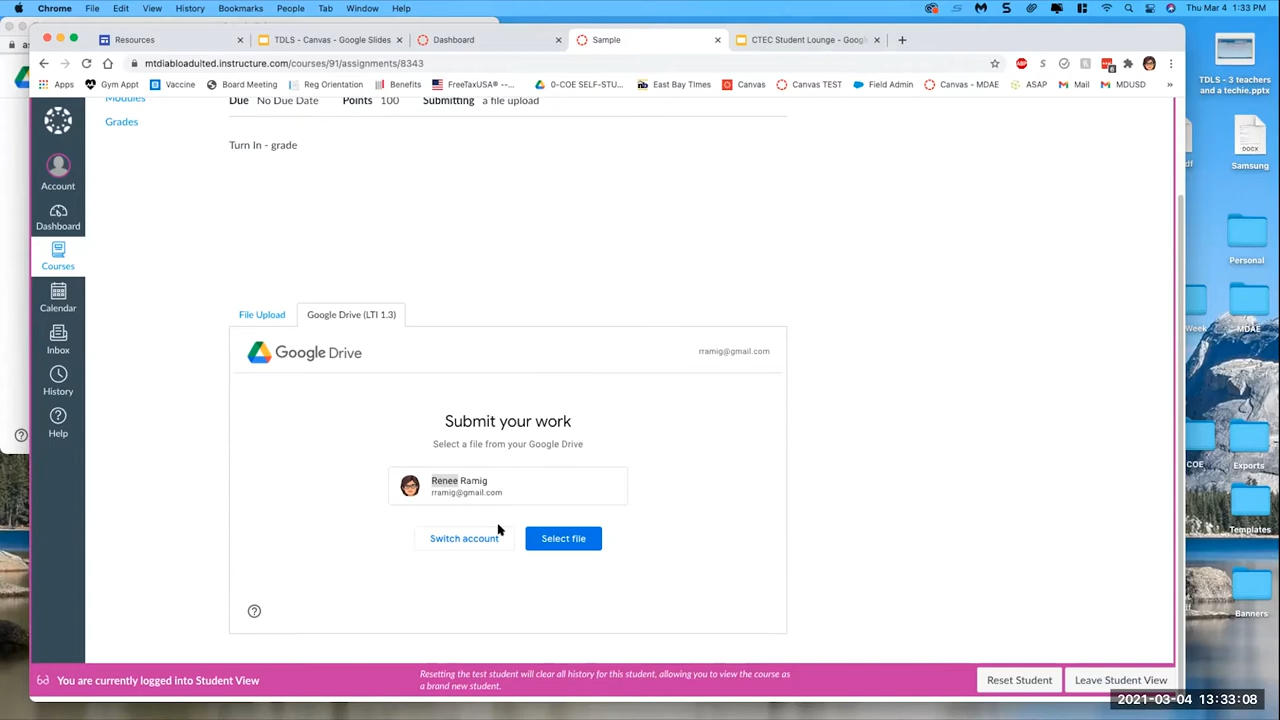 Chrome File Edit View History Bookmarks People Tab Window Help
Thu Mar 4 1:33 PM
Resources
TDLS - Canvas - Google Slides
Dashboard
Sample
CTEC Student Lounge - Goog
mtdiabloadulted.instructure.com/courses/91/assignments/8343
Apps Gym Appt Vaccine Board Meeting Reg Orientation Benefits FreeTaxUSA® --... 0-COE SELF-STU... East Bay TImes Canvas Canvas TEST Field Admin Canvas - MDAE ASAP Mail MDUSD »
TDLS - 3 teachers
and a techie.pptx
Modules
Grades
Due No Due Date Points 100 Submitting a file upload
Turn In - grade
Account
Dashboard
Courses
Calendar
Inbox
History
Help
File Upload
Google Drive (LTI 1.3)
Google Drive
rramig@gmail.com
Submit your work
Select a file from your Google Drive
Renee Ramig
rramig@gmail.com
Switch account
Select file
You are currently logged into Student View
Resetting the test student will clear all history for this student, allowing you to view the course as
a brand new student.
Reset Student
Leave Student View
DOCX
Samsung
Personal
Week
MDAE
COE
Exports
Templates
Banners
2021-03-04 13:33:08